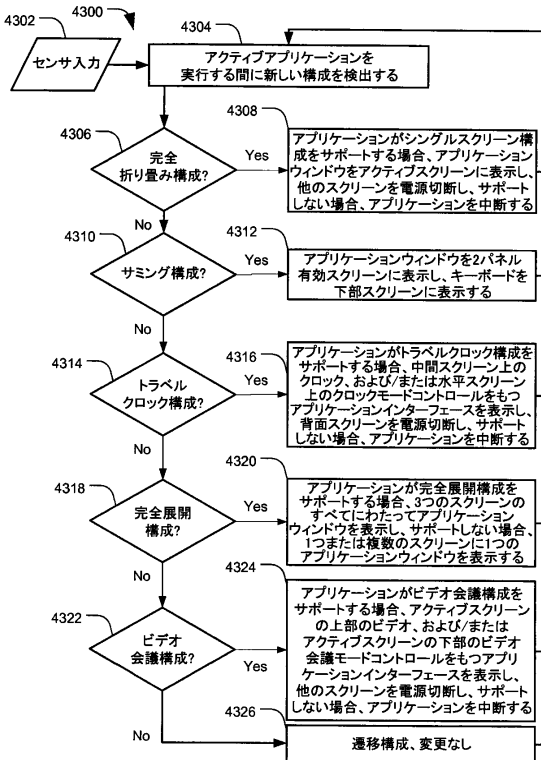 4300
4302
センサ入力
4304
アクティブアプリケーションを
実行する間に新しい構成を検出する
4306
完全
折り畳み構成?
Yes
No
4308
アプリケーションがシングルスクリーン構
成をサポートする場合、アプリケーション
ウィンドウをアクティブスクリーンに表示し、
他のスクリーンを電源切断し、サポート
しない場合、アプリケーションを中断する
4310
サミング構成?
Yes
No
4312
アプリケーションウィンドウを2パネル
有効スクリーンに表示し、キーボードを
下部スクリーンに表示する
4314
トラベル
クロック構成?
Yes
No
4316
アプリケーションがトラベルクロック構成を
サポートする場合、中間スクリーン上の
クロック、および/または水平スクリーン
上のクロックモードコントロールをもつ
アプリケーションインターフェースを表示し、
背面スクリーンを電源切断し、サポート
しない場合、アプリケーションを中断する
4318
完全展開
構成?
Yes
No
4320
アプリケーションが完全展開構成を
サポートする場合、3つのスクリーンの
すべてにわたってアプリケーション
ウィンドウを表示し、サポートしない場合、
1つまたは複数のスクリーンに1つの
アプリケーションウィンドウを表示する
4322
ビデオ
会議構成?
Yes
No
4324
アプリケーションがビデオ会議構成を
サポートする場合、アクティブスクリーン
の上部のビデオ、および/または
アクティブスクリーンの下部のビデオ
会議モードコントロールをもつアプリ
ケーションインターフェースを表示し、
他のスクリーンを電源切断し、サポート
しない場合、アプリケーションを中断する
4326
遷移構成、変更なし